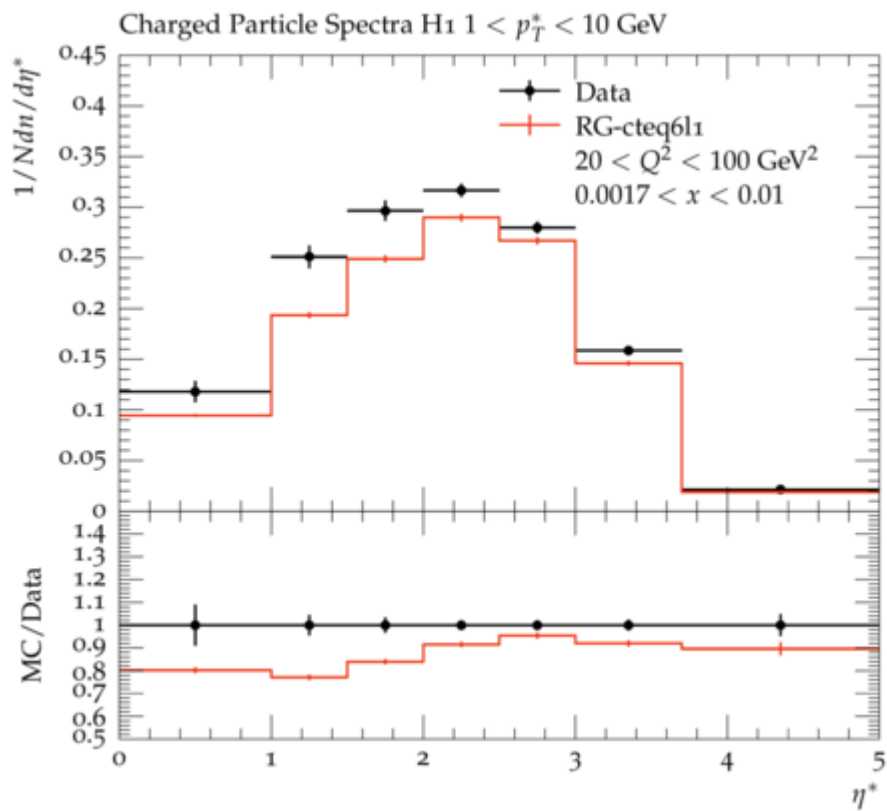 Charged Particle Spectra H1 1 < p*_T < 10 GeV
1/N dn/dη*
0.45
0.4
0.35
0.3
0.25
0.2
0.15
0.1
0.05
0
Data
RG-cteq6l1
20 < Q² < 100 GeV²
0.0017 < x < 0.01
MC/Data
1.4
1.3
1.2
1.1
1
0.9
0.8
0.7
0.6
0.5
0 1 2 3 4 5
η*